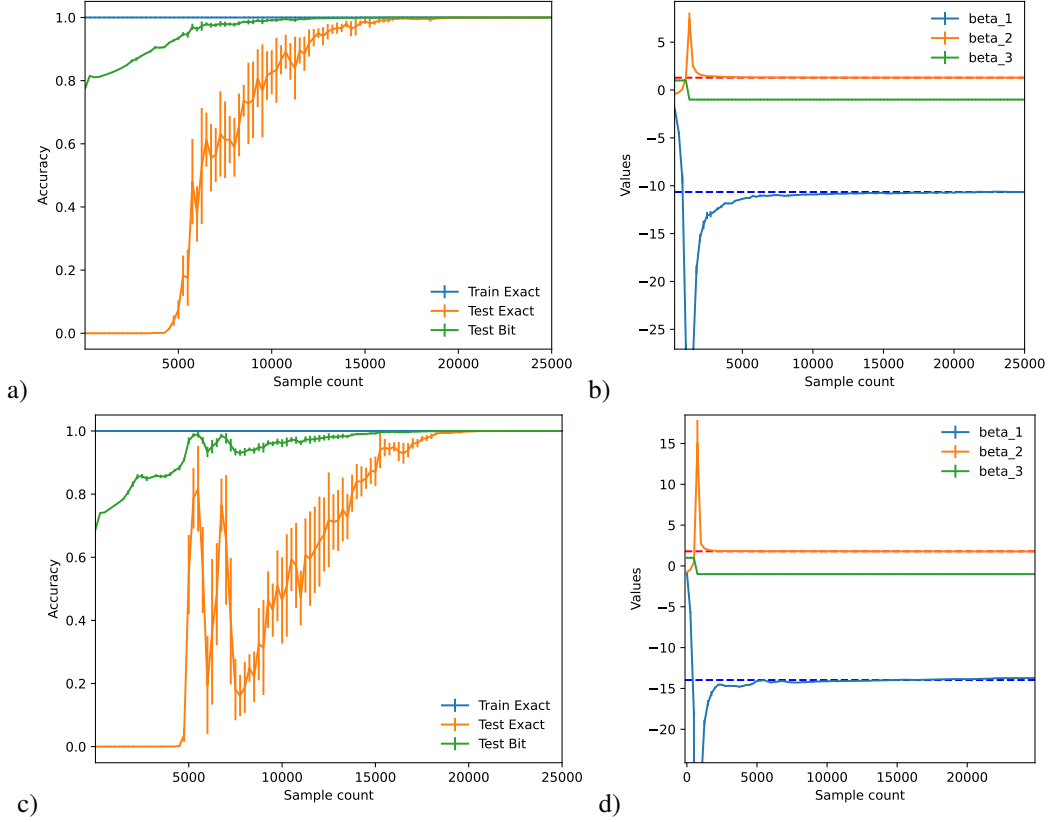 1.0
0.8
0.6
0.4
0.2
0.0
Accuracy
Train Exact
Test Exact
Test Bit
5000 10000 15000 20000 25000
Sample count
a)
5
0
−5
−10
−15
−20
−25
Values
beta_1
beta_2
beta_3
5000 10000 15000 20000 25000
Sample count
b)
1.0
0.8
0.6
0.4
0.2
0.0
Accuracy
Train Exact
Test Exact
Test Bit
5000 10000 15000 20000 25000
Sample count
c)
15
10
5
0
−5
−10
−15
−20
Values
beta_1
beta_2
beta_3
0 5000 10000 15000 20000
Sample count
d)